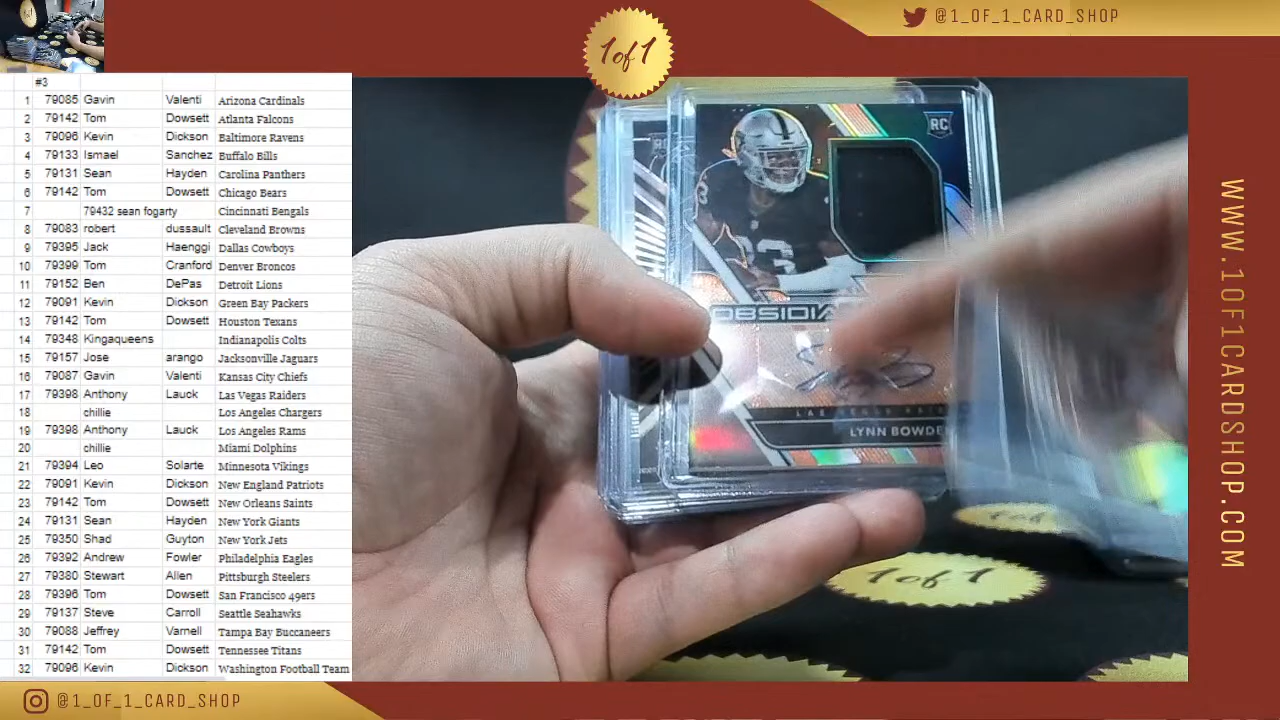 1 of 1
@1_OF_1_CARD_SHOP
#3
1 79085 Gavin Valenti Arizona Cardinals
2 79142 Tom Dowsett Atlanta Falcons
3 79096 Kevin Dickson Baltimore Ravens
4 79133 Ismael Sanchez Buffalo Bills
5 79131 Sean Hayden Carolina Panthers
6 79142 Tom Dowsett Chicago Bears
7 79432 sean fogarty Cincinnati Bengals
8 79083 robert dussault Cleveland Browns
9 79395 Jack Haenggi Dallas Cowboys
10 79399 Tom Cranford Denver Broncos
11 79152 Ben DePas Detroit Lions
12 79091 Kevin Dickson Green Bay Packers
13 79142 Tom Dowsett Houston Texans
14 79348 Kingaqueens Indianapolis Colts
15 79157 Jose arango Jacksonville Jaguars
16 79087 Gavin Valenti Kansas City Chiefs
17 79398 Anthony Lauck Las Vegas Raiders
18 chillie Los Angeles Chargers
19 79398 Anthony Lauck Los Angeles Rams
20 chillie Miami Dolphins
21 79394 Leo Solarte Minnesota Vikings
22 79091 Kevin Dickson New England Patriots
23 79142 Tom Dowsett New Orleans Saints
24 79131 Sean Hayden New York Giants
25 79350 Shad Guyton New York Jets
26 79392 Andrew Fowler Philadelphia Eagles
27 79380 Stewart Allen Pittsburgh Steelers
28 79396 Tom Dowsett San Francisco 49ers
29 79137 Steve Carroll Seattle Seahawks
30 79088 Jeffrey Varnell Tampa Bay Buccaneers
31 79142 Tom Dowsett Tennessee Titans
32 79096 Kevin Dickson Washington Football Team
RC
LYNN BOWDEN
1 of 1
WWW.1OF1CARDSHOP.COM
@1_OF_1_CARD_SHOP